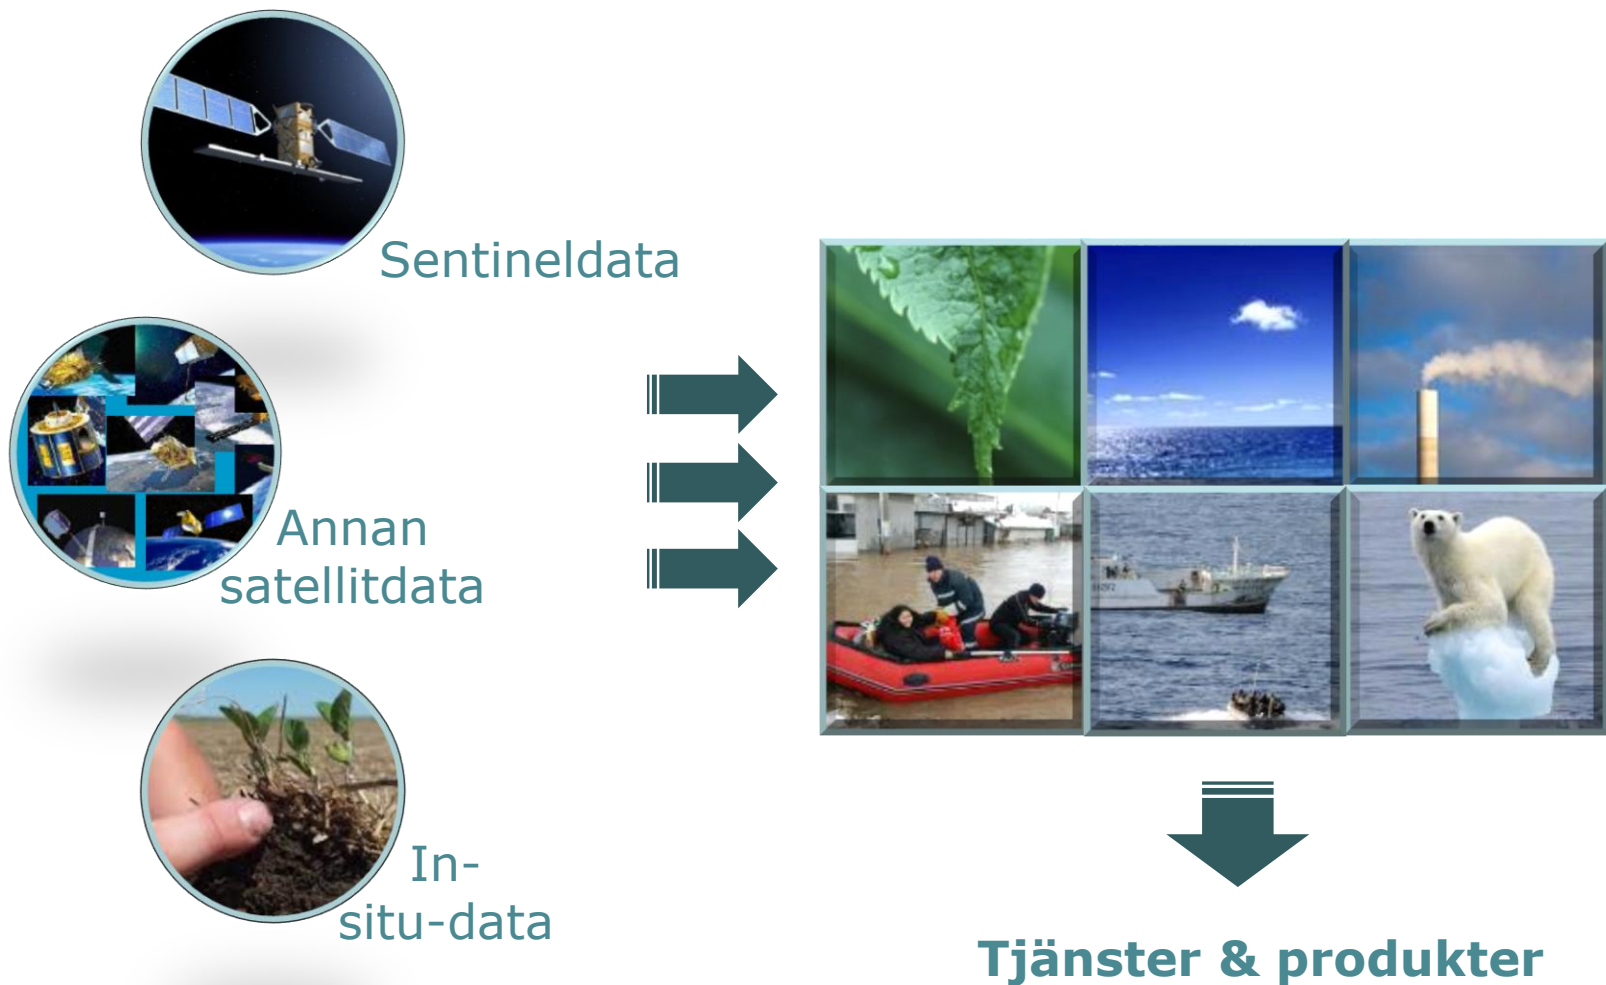 Sentineldata
Annan
satellitdata
In-
situ-data
Tjänster & produkter